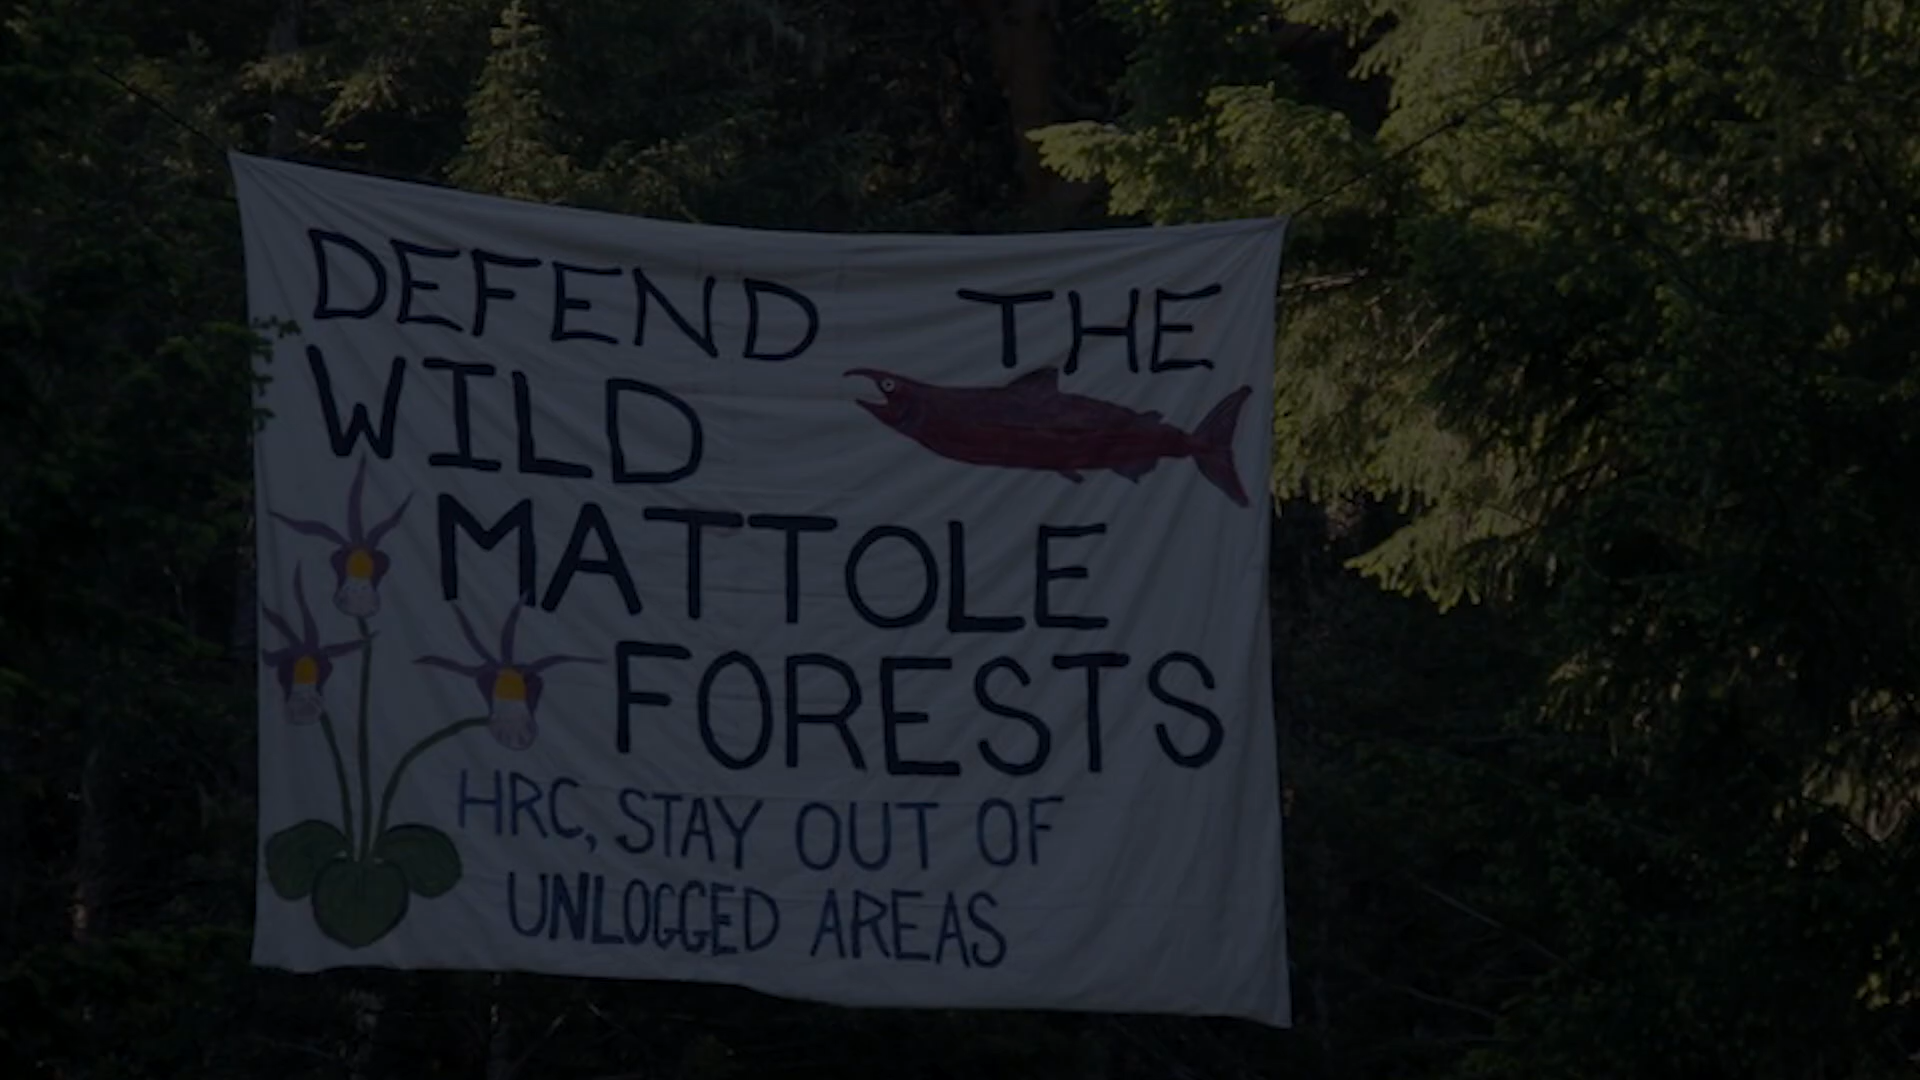 DEFEND THE
WILD
MATTOLE
FORESTS
HRC, STAY OUT OF
UNLOGGED AREAS